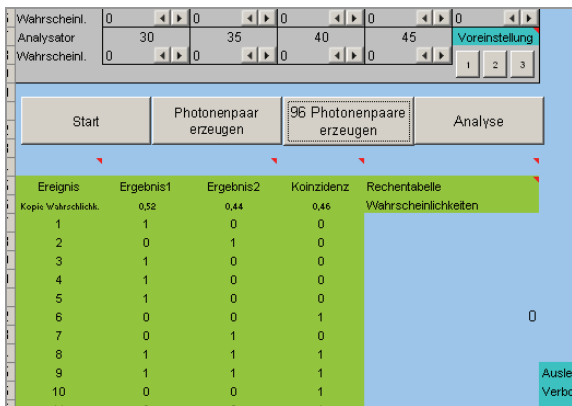 Wahrscheinl. 0 0 0 0 0
Analysator 30 35 40 45 Voreinstellung
Wahrscheinl. 0 0 0 0 1 2 3
Start Photonenpaar erzeugen 96 Photonenpaare erzeugen Analyse
Ereignis Ergebnis1 Ergebnis2 Koinzidenz Rechentabelle
Kopie Wahrschlichk. 0,52 0,44 0,46 Wahrscheinlichkeiten
1 1 0 0
2 0 1 0
3 1 0 0
4 1 0 0
5 1 0 0
6 0 0 1 0
7 0 1 0
8 1 1 1
9 1 1 1 Ausle
10 0 0 1 Verbo